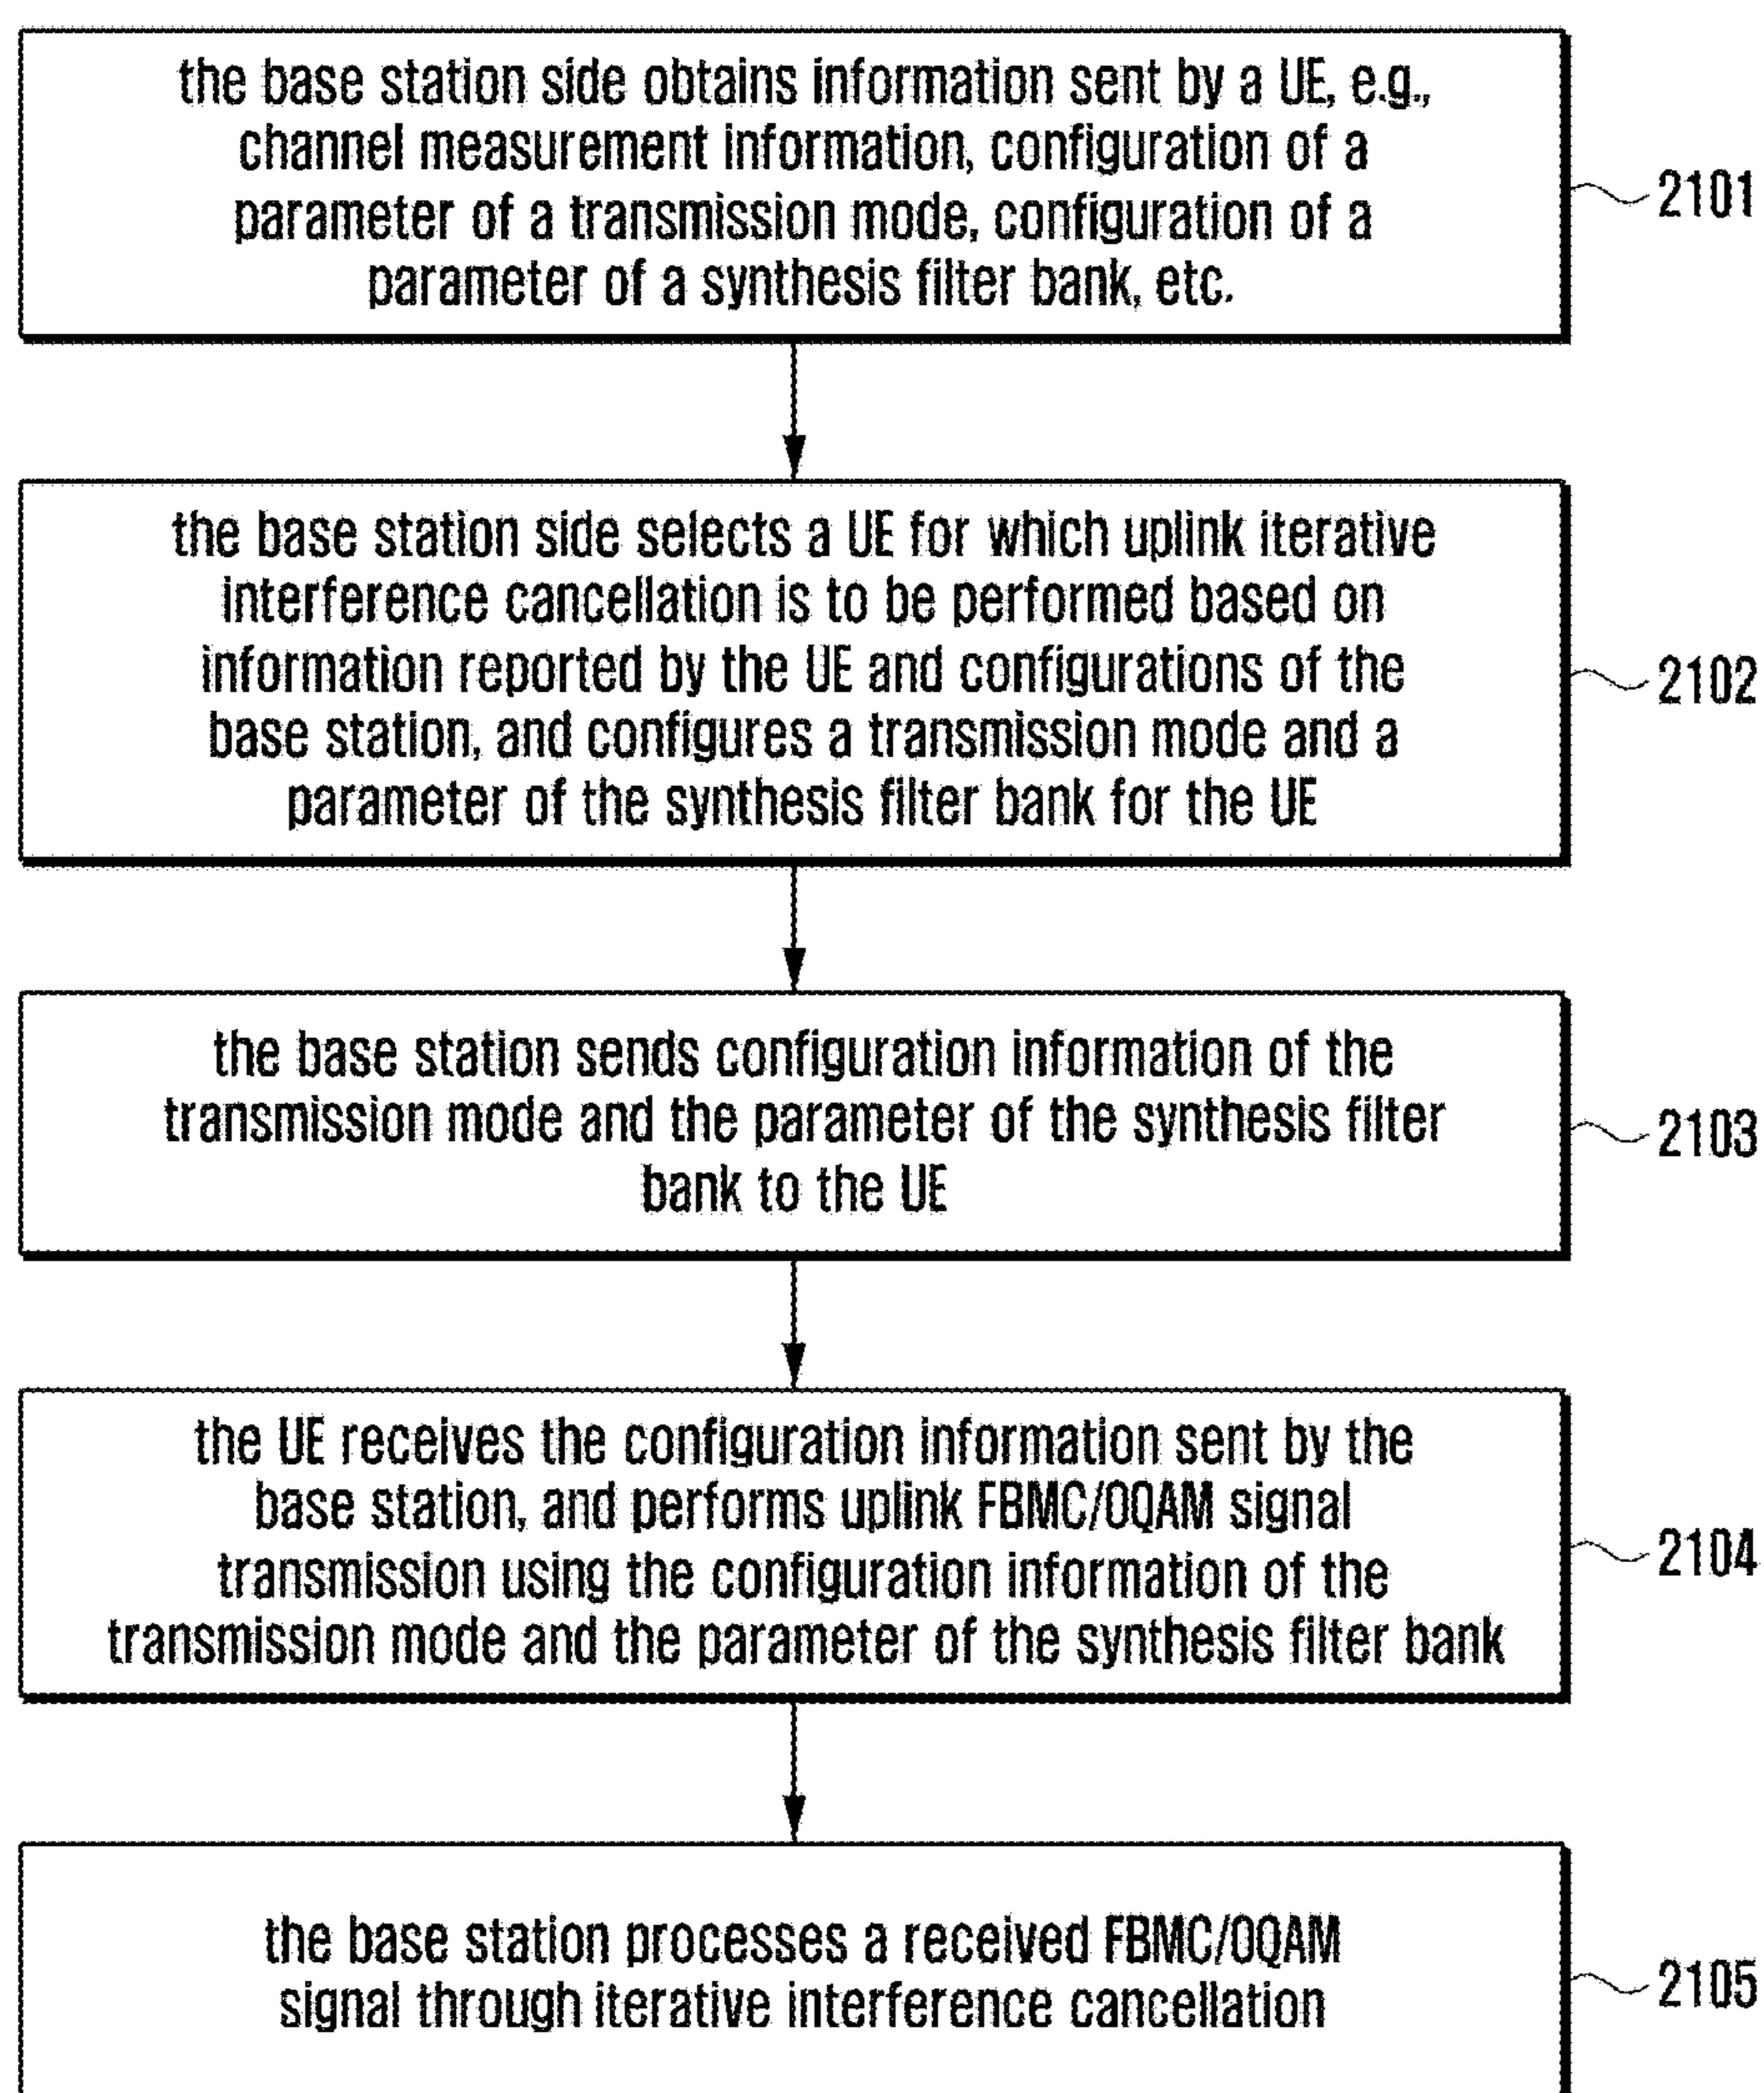 the base station side obtains information sent by a UE, e.g.,
channel measurement information, configuration of a
parameter of a transmission mode, configuration of a
parameter of a synthesis filter bank, etc.
2101
the base station side selects a UE for which uplink iterative
interference cancellation is to be performed based on
information reported by the UE and configurations of the
base station, and configures a transmission mode and a
parameter of the synthesis filter bank for the UE
2102
the base station sends configuration information of the
transmission mode and the parameter of the synthesis filter
bank to the UE
2103
the UE receives the configuration information sent by the
base station, and performs uplink FBMC/OQAM signal
transmission using the configuration information of the
transmission mode and the parameter of the synthesis filter bank
2104
the base station processes a received FBMC/OQAM
signal through iterative interference cancellation
2105